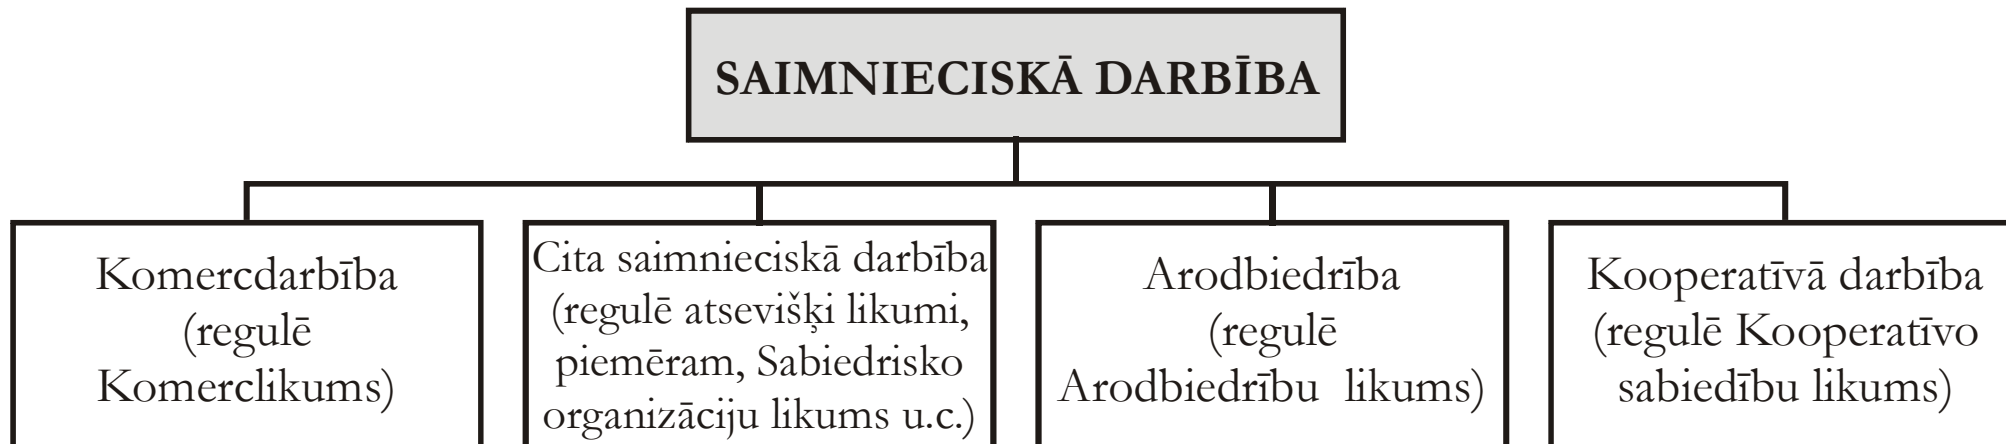 SAIMNIECISKĀ DARBĪBA
Komercdarbība
(regulē
Komerclikums)
Cita saimnieciskā darbība
(regulē atsevišķi likumi,
piemēram, Sabiedrisko
organizāciju likums u.c.)
Arodbiedrība
(regulē
Arodbiedrību likums)
Kooperatīvā darbība
(regulē Kooperatīvo
sabiedību likums)